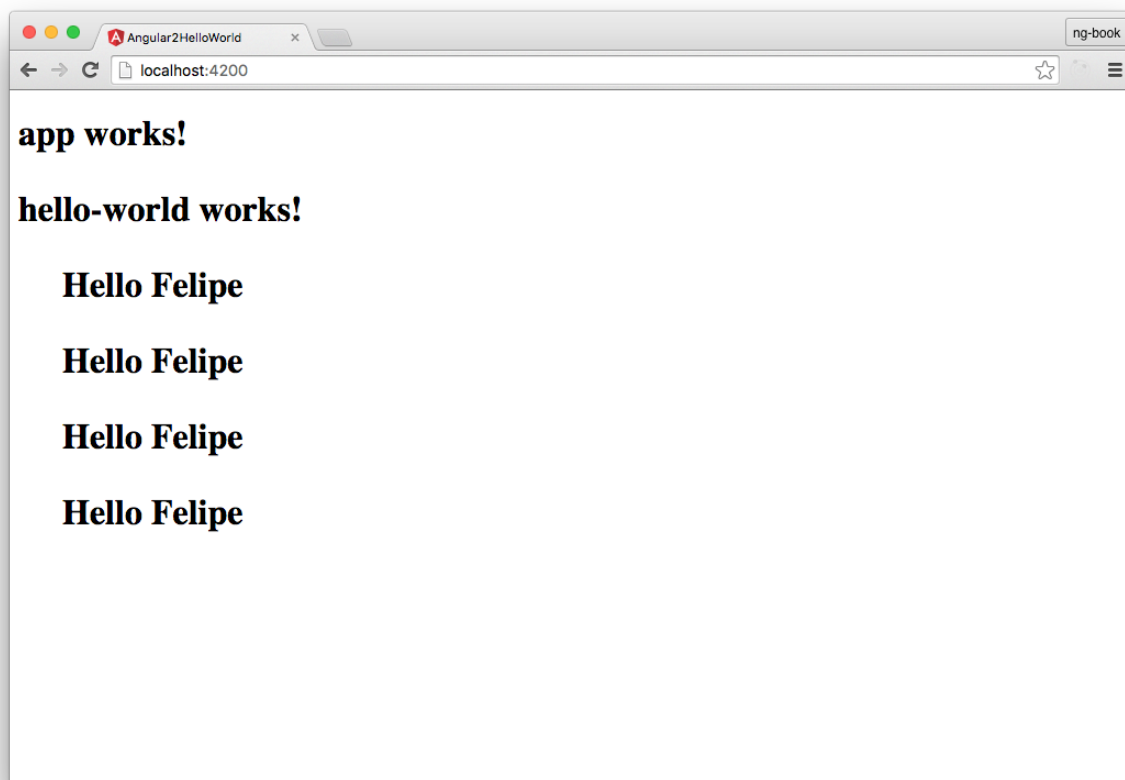 Angular2HelloWorld
ng-book
localhost:4200
app works!
hello-world works!
Hello Felipe
Hello Felipe
Hello Felipe
Hello Felipe